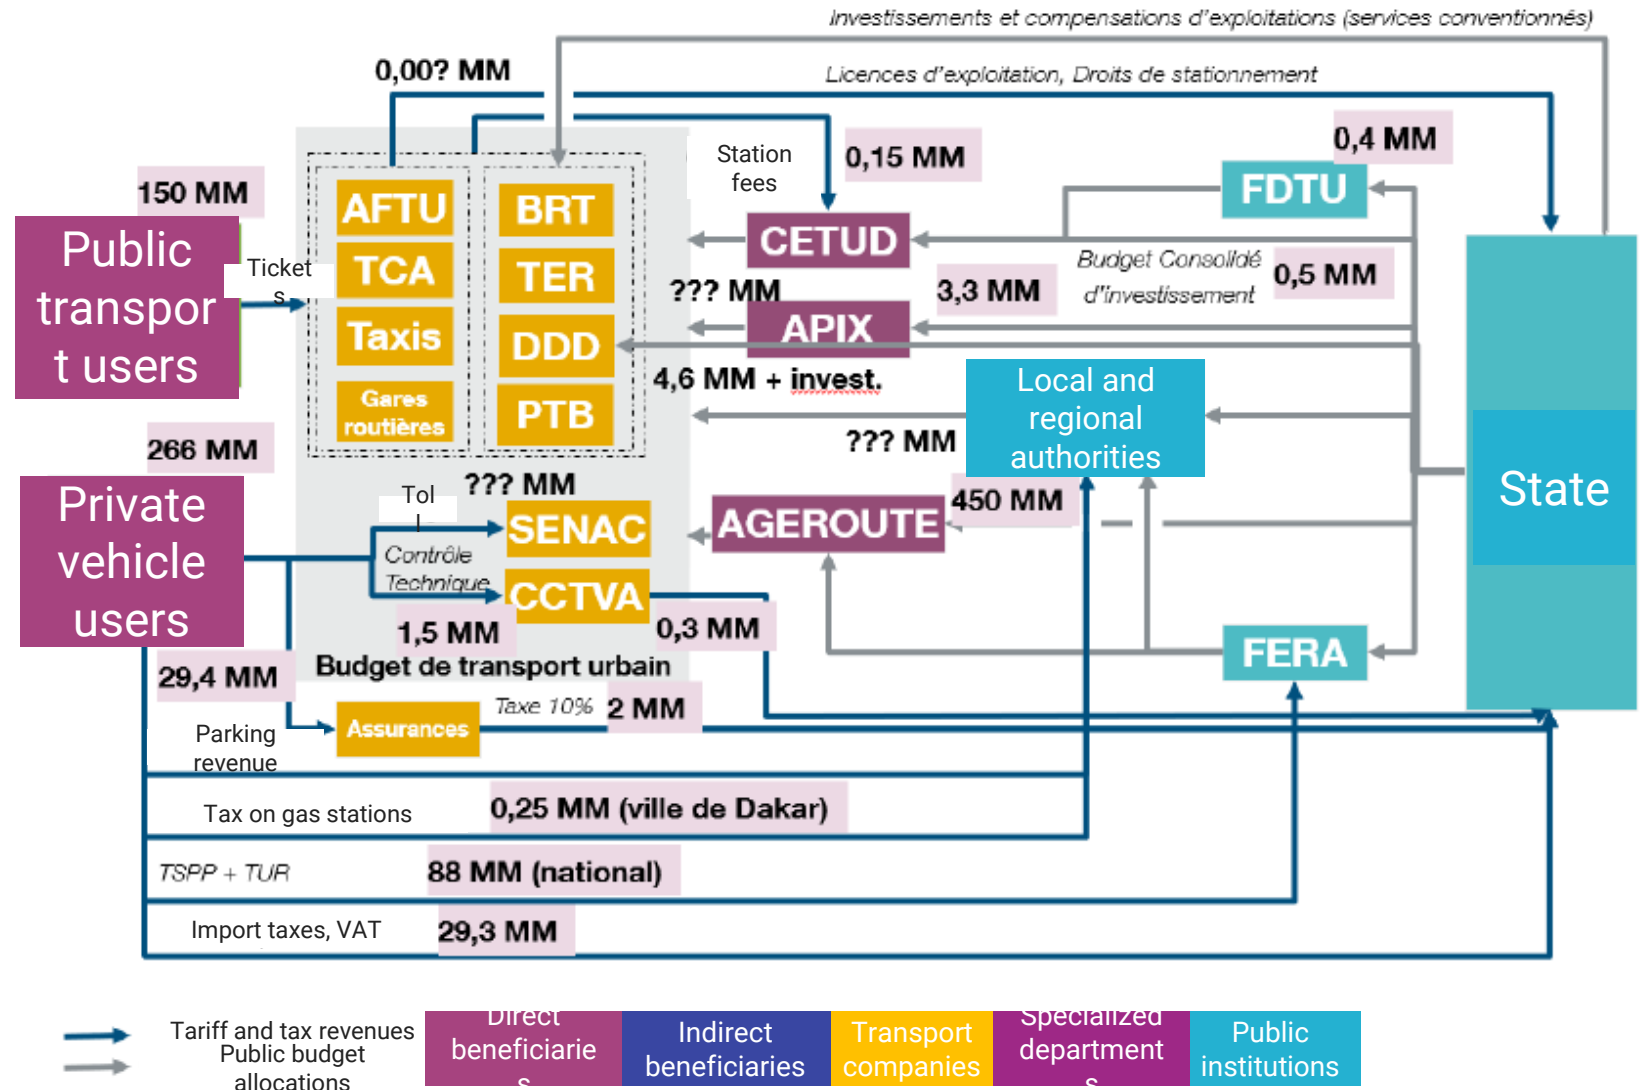 Investissements et compensations d'exploitations (services conventionnés)
0,00? MM
Licences d'exploitation, Droits de stationnement
Station
fees
0,15 MM
0,4 MM
150 MM
Public
transpor
t users
Ticket
s
AFTU
TCA
Taxis
Gares
routières
BRT
TER
DDD
PTB
CETUD
FDTU
Budget Consolidé
d''investissement
0,5 MM
??? MM
3,3 MM
APIX
4,6 MM + invest.
Local and
regional
authorities
??? MM
State
266 MM
Private
vehicle
users
Tol
l
??? MM
SENAC
Contrôle
Technique
CCTVA
1,5 MM
0,3 MM
AGEROUTE
450 MM
FERA
Budget de transport urbain
29,4 MM
Assurances
Taxe 10%
2 MM
Parking
revenue
Tax on gas stations
0,25 MM (ville de Dakar)
TSPP + TUR
88 MM (national)
Import taxes, VAT
29,3 MM
Tariff and tax revenues
Public budget
allocations
Direct
beneficiarie
s
Indirect
beneficiaries
Transport
companies
Specialized
department
s
Public
institutions